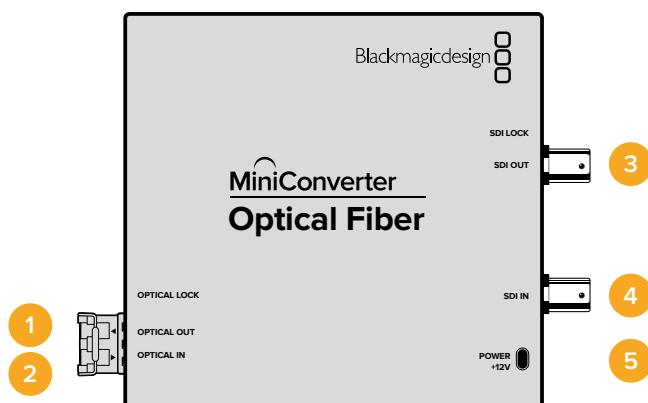 Blackmagicdesign
SDI LOCK
SDI OUT
MiniConverter
Optical Fiber
OPTICAL LOCK
SDI IN
OPTICAL OUT
OPTICAL IN
POWER
+12V
1
2
3
4
5